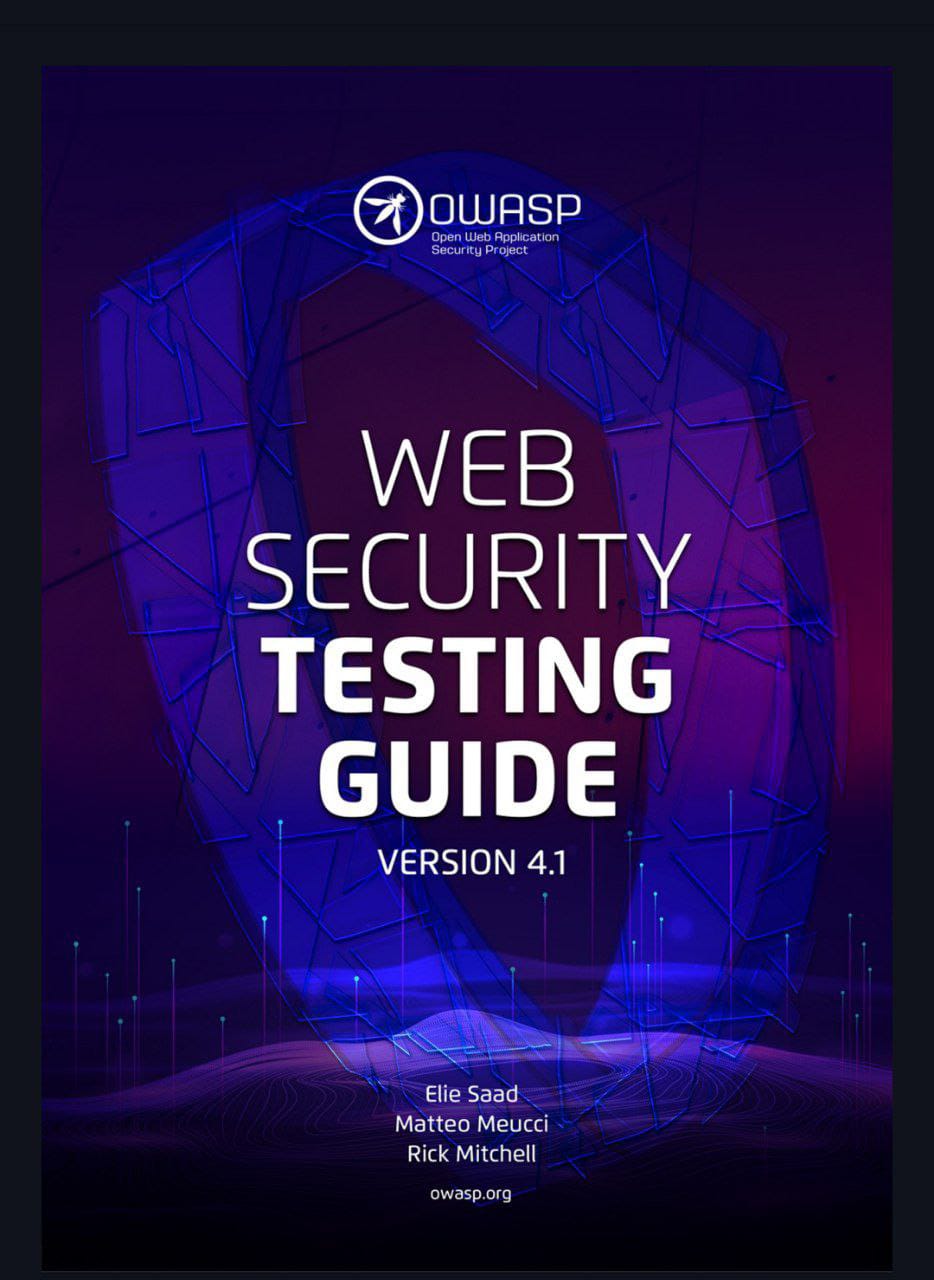 OWASP
Open Web Application
Security Project
WEB
SECURITY
TESTING
GUIDE
VERSION 4.1
Elie Saad
Matteo Meucci
Rick Mitchell
owasp.org